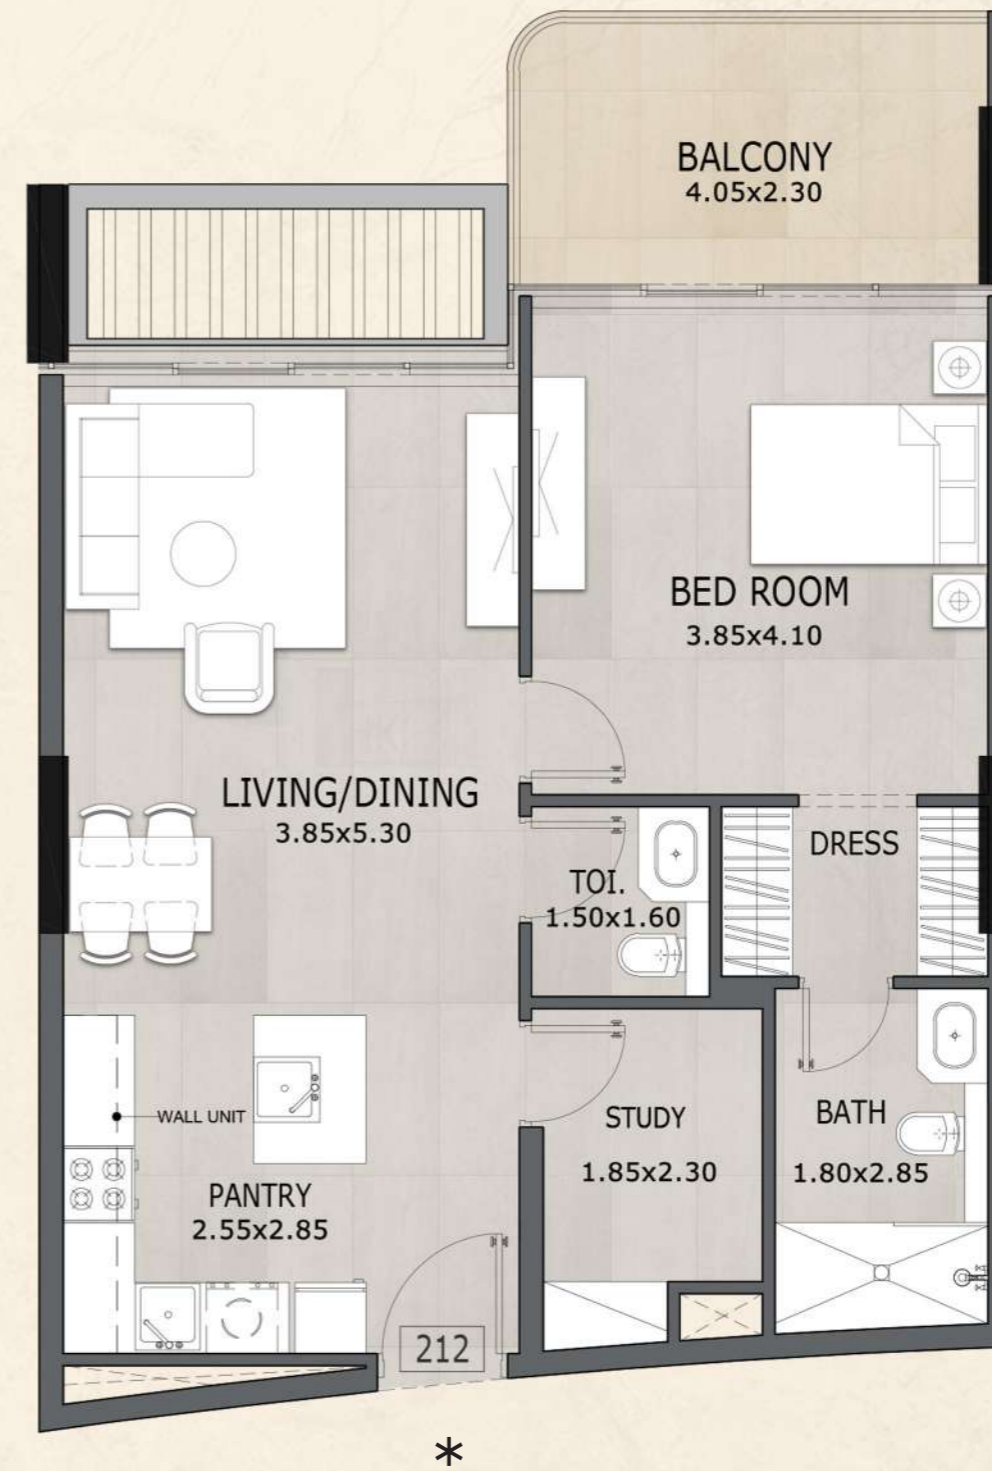 BALCONY
4.05x2.30
BED ROOM
3.85x4.10
LIVING/DINING
3.85x5.30
DRESS
TOI.
1.50x1.60
WALL UNIT
STUDY
1.85x2.30
BATH
1.80x2.85
PANTRY
2.55x2.85
212
*